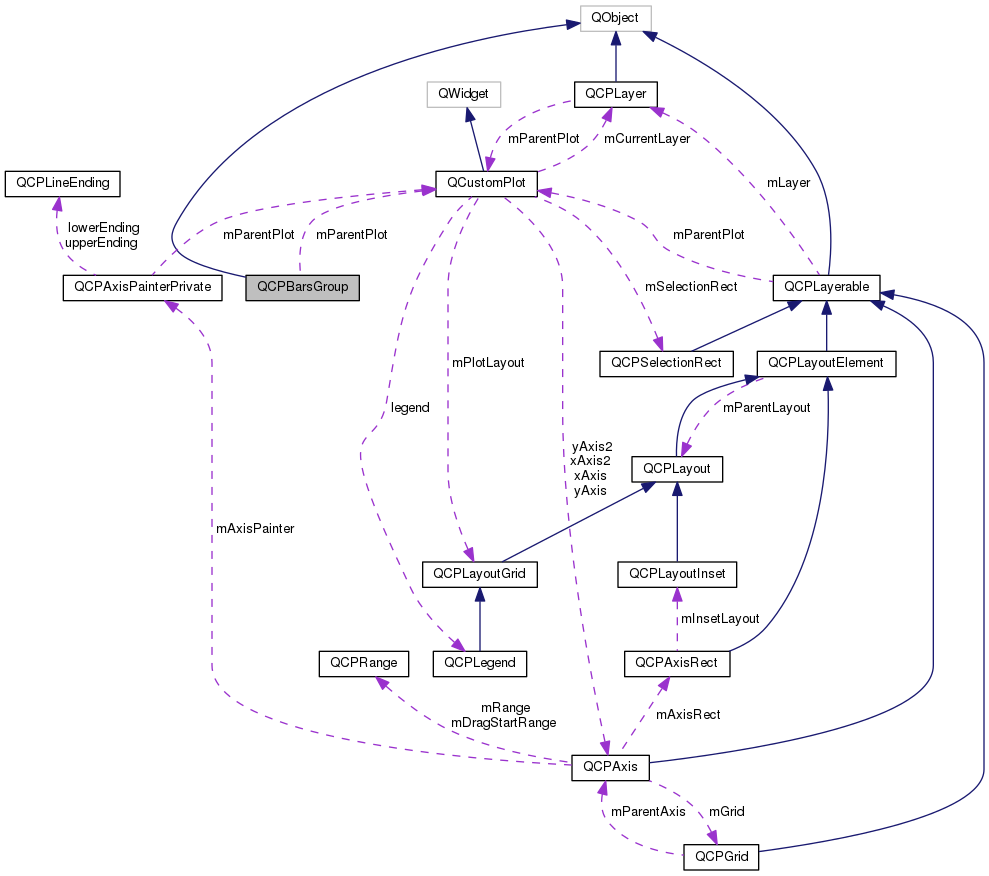 QObject
QWidget
QCPLayer
mParentPlot
mCurrentLayer
QCPLineEnding
QCustomPlot
mLayer
lowerEnding
upperEnding
mParentPlot
mParentPlot
mParentPlot
QCPAxisPainterPrivate
QCPBarsGroup
mSelectionRect
QCPLayerable
mPlotLayout
QCPSelectionRect
QCPLayoutElement
legend
mParentLayout
yAxis2
xAxis2
xAxis
yAxis
QCPLayout
mAxisPainter
QCPLayoutGrid
QCPLayoutInset
mInsetLayout
QCPRange
QCPLegend
QCPAxisRect
mRange
mDragStartRange
mAxisRect
QCPAxis
mParentAxis
mGrid
QCPGrid